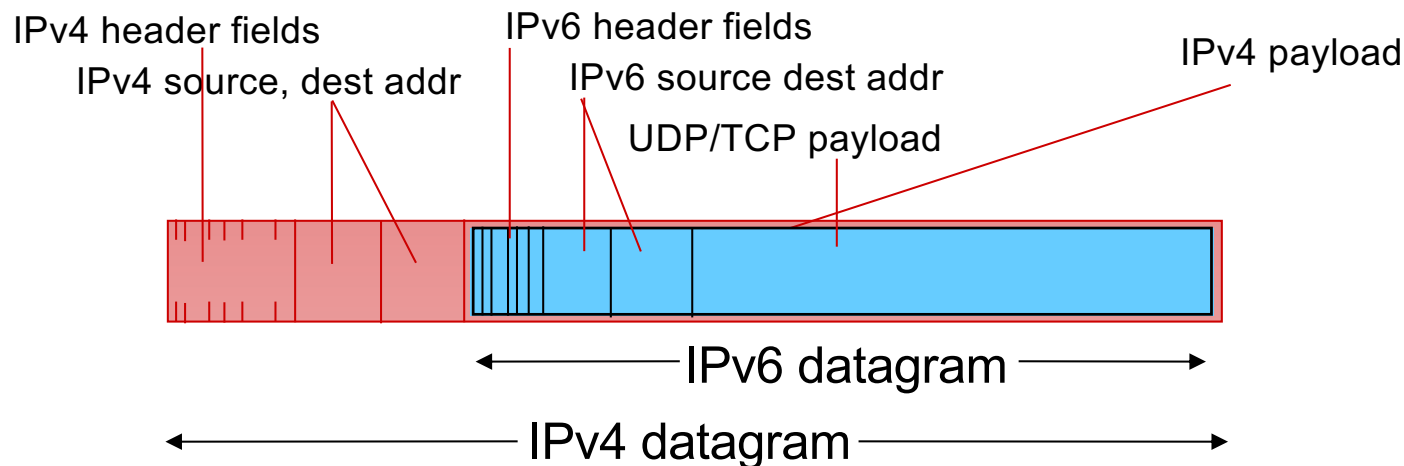 IPv4 header fields
IPv6 header fields
IPv4 payload
IPv4 source, dest addr
IPv6 source dest addr
UDP/TCP payload
IPv6 datagram
IPv4 datagram